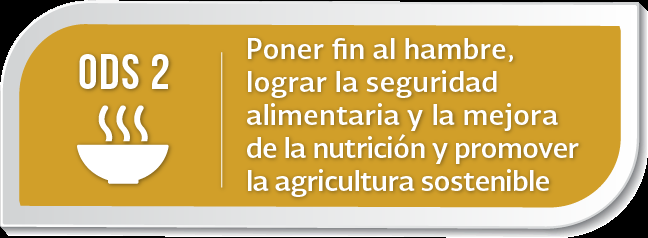 ODS 2
Poner fin al hambre,
lograr la seguridad
alimentaria y la mejora
de la nutrición y promover
la agricultura sostenible